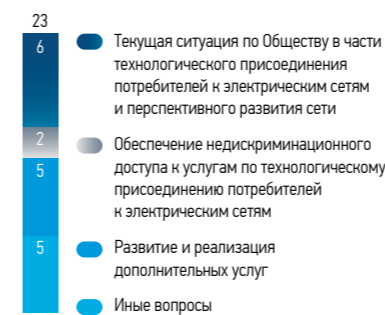 23
6
Текущая ситуация по Обществу в части
технологического присоединения
потребителей к электрическим сетям
и перспективного развития сети
2
Обеспечение недискриминационного
доступа к услугам по технологическому
присоединению потребителей
к электрическим сетям
5
5
Развитие и реализация
дополнительных услуг
Иные вопросы